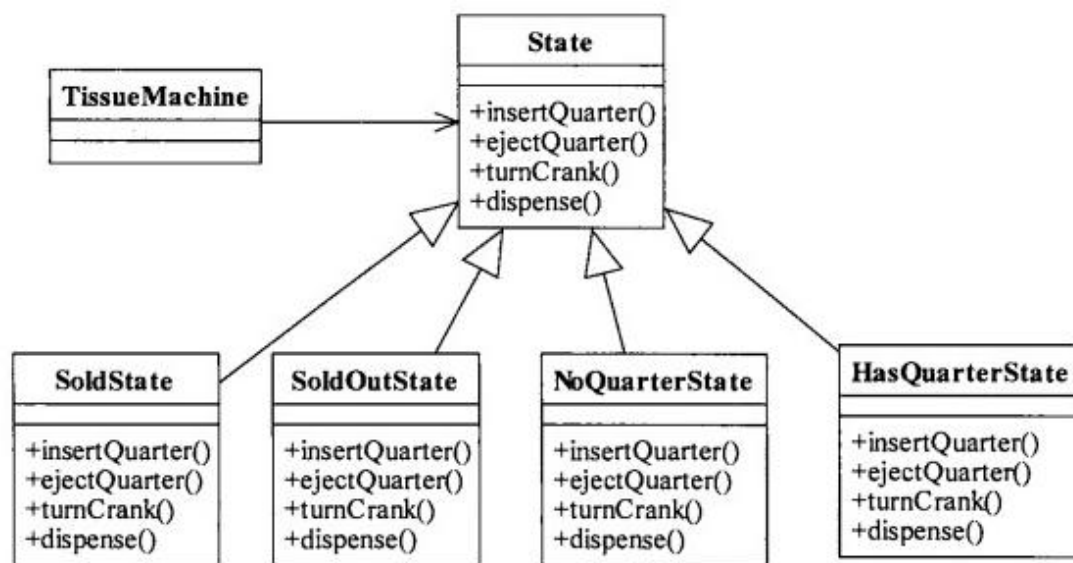 State
+insertQuarter()
+ejectQuarter()
+turnCrank()
+dispense()
TissueMachine
SoldState
+insertQuarter()
+ejectQuarter()
+turnCrank()
+dispense()
SoldOutState
+insertQuarter()
+ejectQuarter()
+turnCrank()
+dispense()
NoQuarterState
+insertQuarter()
+ejectQuarter()
+turnCrank()
+dispense()
HasQuarterState
+insertQuarter()
+ejectQuarter()
+turnCrank()
+dispense()